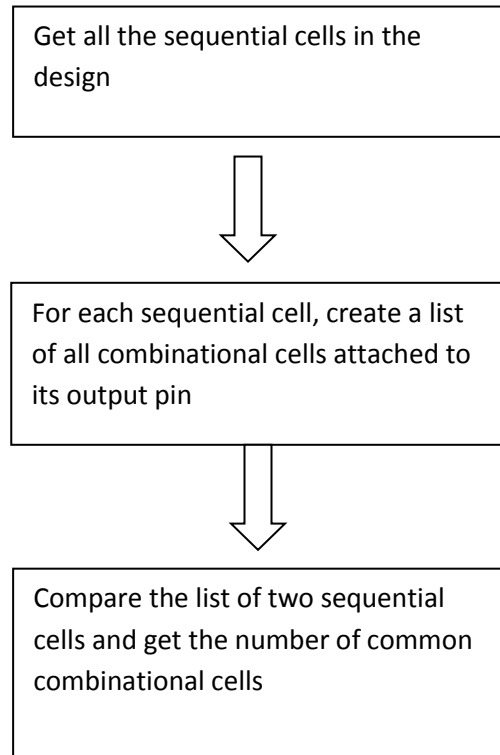 Get all the sequential cells in the
design
For each sequential cell, create a list
of all combinational cells attached to
its output pin
Compare the list of two sequential
cells and get the number of common
combinational cells